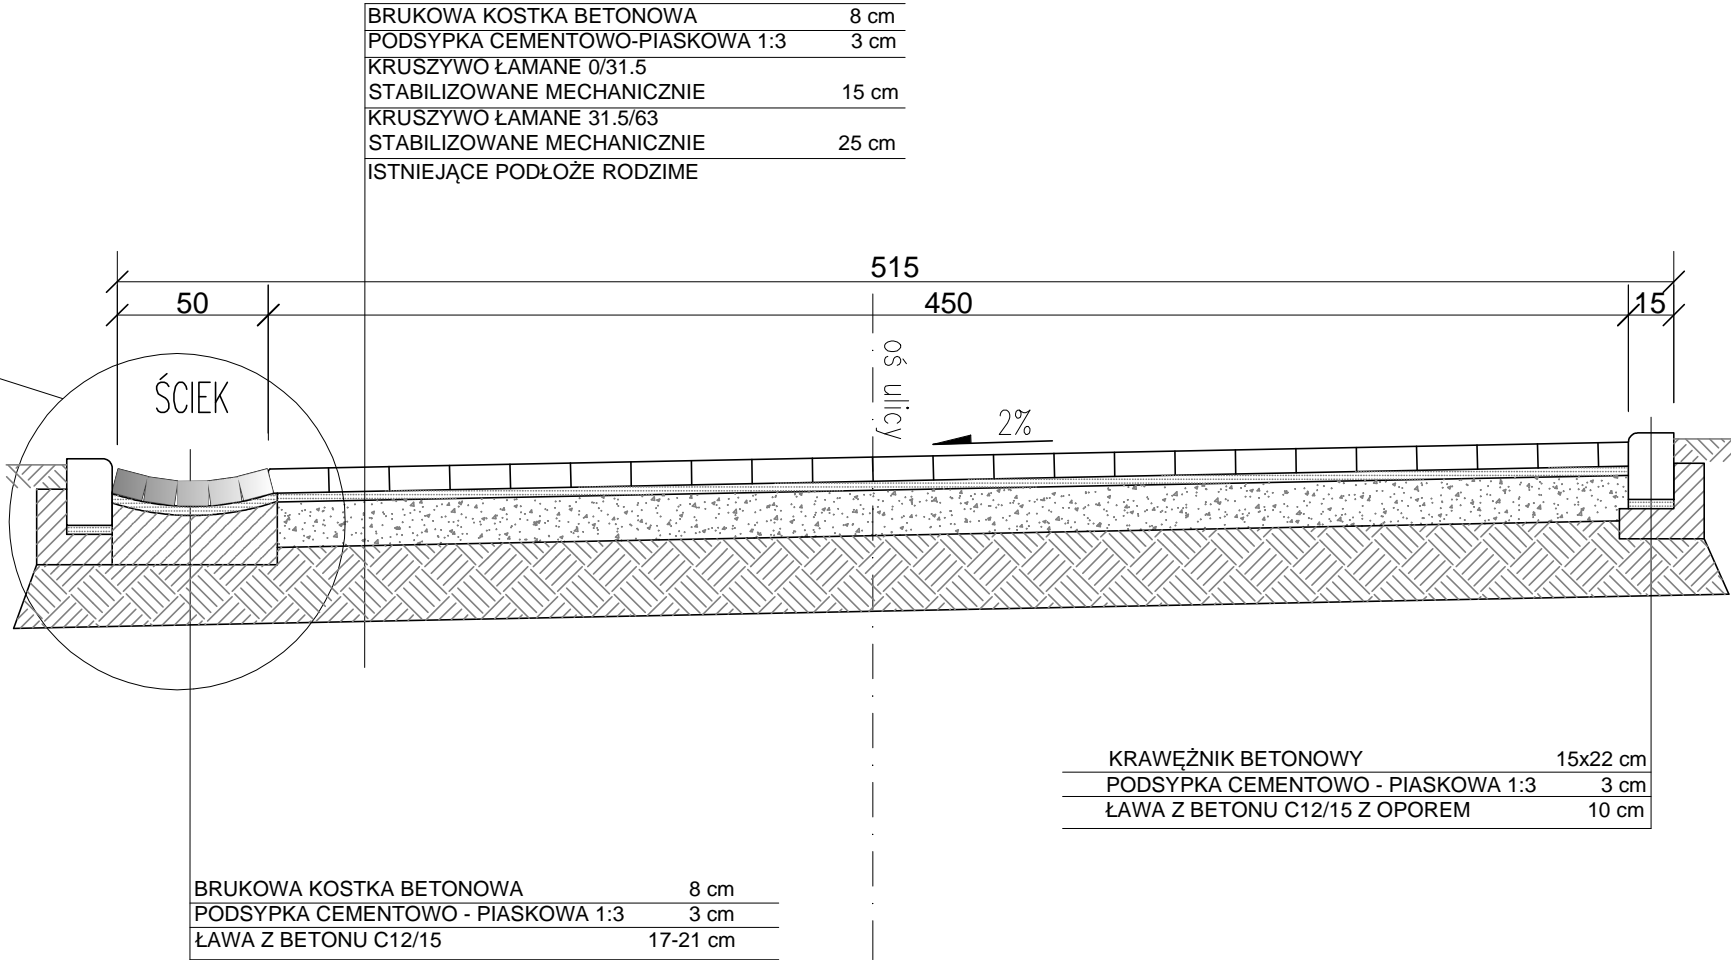 BRUKOWA KOSTKA BETONOWA 8 cm
PODSYPKA CEMENTOWO-PIASKOWA 1:3 3 cm
KRUSZYWO ŁAMANE 0/31.5
STABILIZOWANE MECHANICZNIE 15 cm
KRUSZYWO ŁAMANE 31.5/63
STABILIZOWANE MECHANICZNIE 25 cm
ISTNIEJĄCE PODŁOŻE RODZIME
515
50 450 15
oś ulicy
ŚCIEK
2%
KRAWĘŻNIK BETONOWY 15x22 cm
PODSYPKA CEMENTOWO - PIASKOWA 1:3 3 cm
ŁAWA Z BETONU C12/15 Z OPOREM 10 cm
BRUKOWA KOSTKA BETONOWA 8 cm
PODSYPKA CEMENTOWO - PIASKOWA 1:3 3 cm
ŁAWA Z BETONU C12/15 17-21 cm